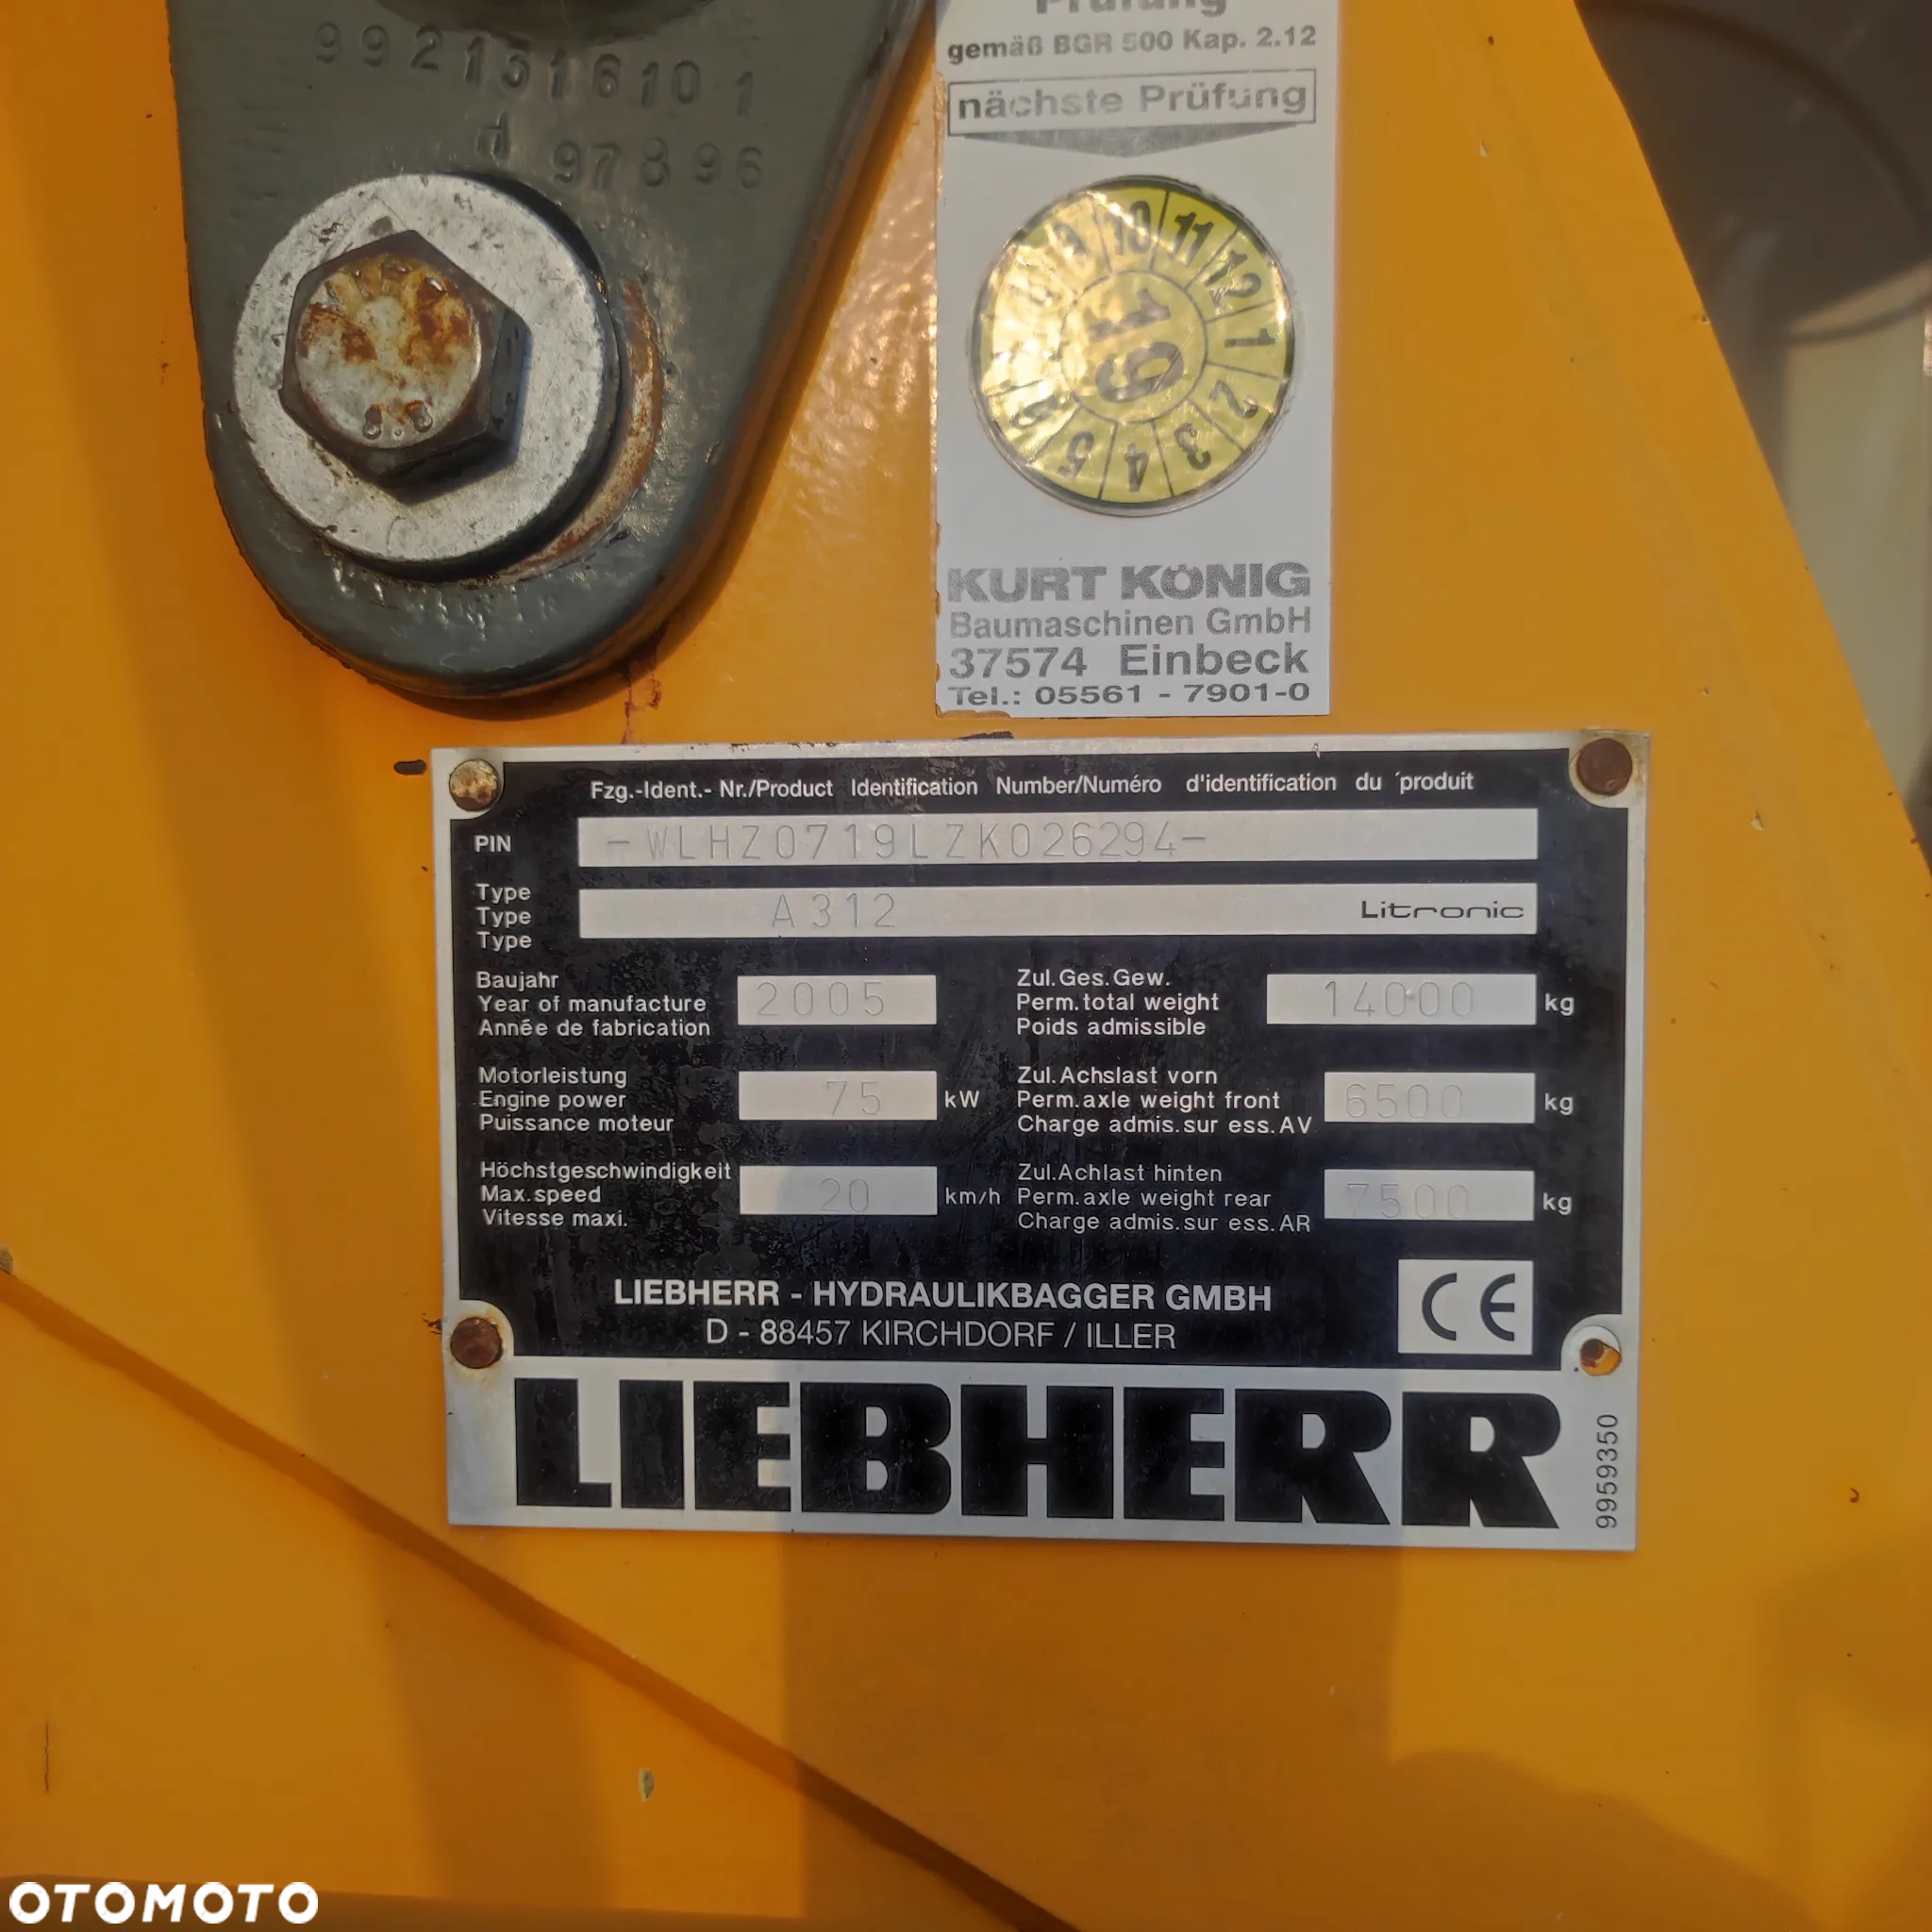 992151610 1
H 97896
8.8
Prüfung
gemäß BGR 500 Kap. 2.12
nächste Prüfung
10 11 12 1 2 3 4 5
19
KURT KÖNIG
Baumaschinen GmbH
37574 Einbeck
Tel.: 05561 - 7901-0
Fzg.-Ident.- Nr./Product Identification Number/Numéro d'identification du produit
PIN -WLHZ0719LZK026294-
Type
Type A312 Litronic
Type
Baujahr
Year of manufacture 2005
Année de fabrication
Zul.Ges.Gew.
Perm.total weight 14000 kg
Poids admissible
Motorleistung
Engine power 75 kW
Puissance moteur
Zul.Achslast vorn
Perm.axle weight front 6500 kg
Charge admis.sur ess.AV
Höchstgeschwindigkeit
Max.speed 20 km/h
Vitesse maxi.
Zul.Achlast hinten
Perm.axle weight rear 7500 kg
Charge admis.sur ess.AR
LIEBHERR - HYDRAULIKBAGGER GMBH
D - 88457 KIRCHDORF / ILLER
CE
LIEBHERR
9959350
OTOMOTO